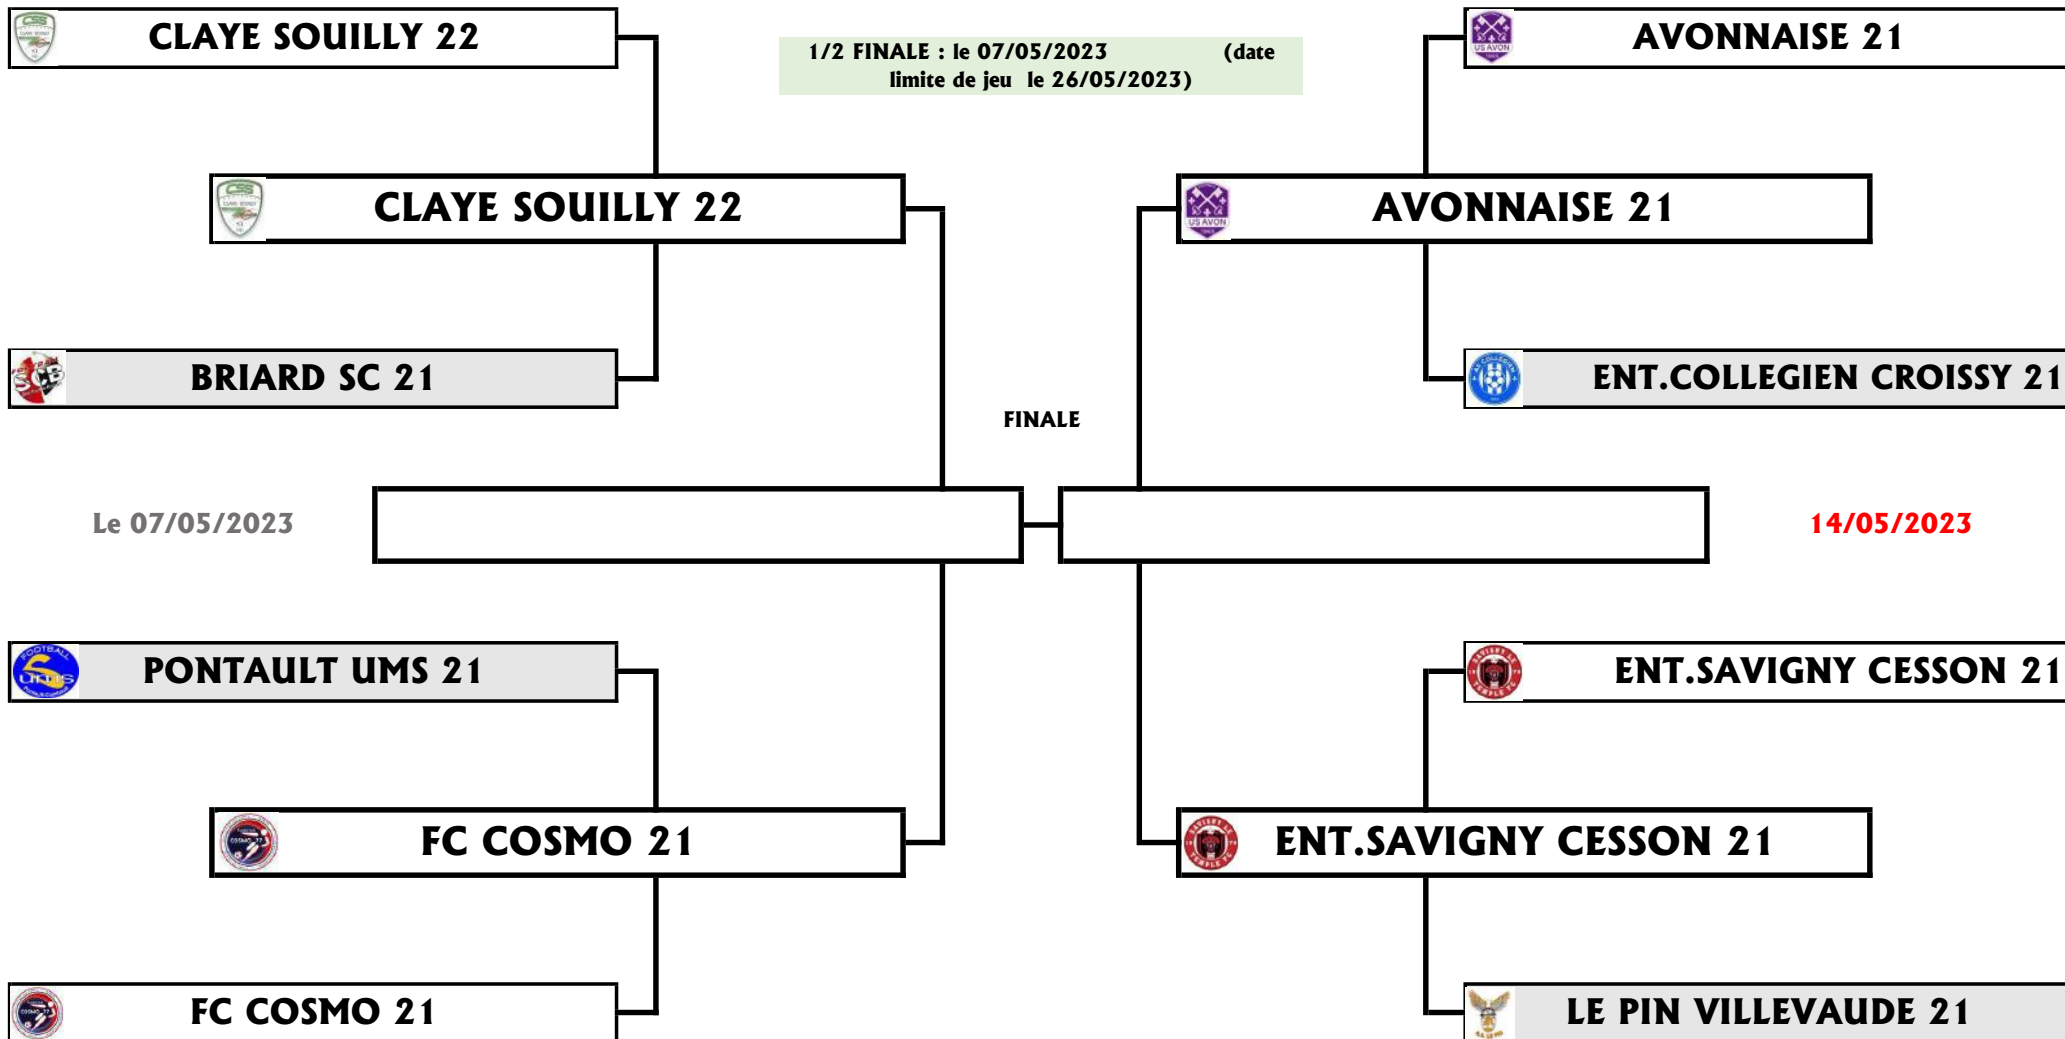 CLAYE SOUILLY 22
AVONNAISE 21
1/2 FINALE : le 07/05/2023 (date
limite de jeu le 26/05/2023)
CLAYE SOUILLY 22
AVONNAISE 21
BRIARD SC 21
ENT.COLLEGIEN CROISSY 21
FINALE
Le 07/05/2023
14/05/2023
PONTAULT UMS 21
ENT.SAVIGNY CESSON 21
FC COSMO 21
ENT.SAVIGNY CESSON 21
FC COSMO 21
LE PIN VILLEVAUDE 21